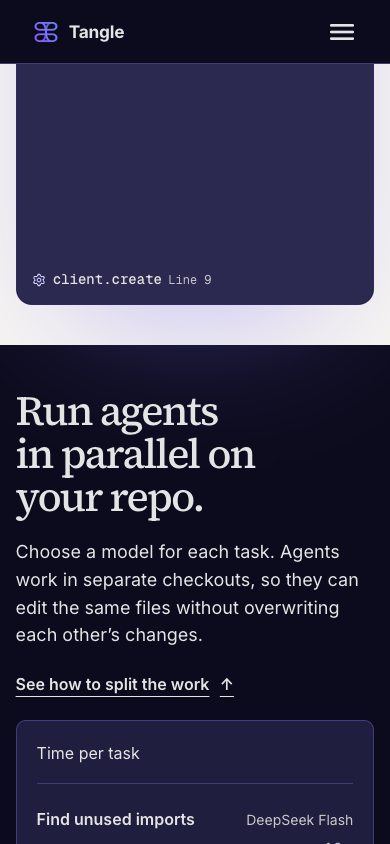 Tangle
client.create Line 9
Run agents
in parallel on
your repo.
Choose a model for each task. Agents
work in separate checkouts, so they can
edit the same files without overwriting
each other’s changes.
See how to split the work ↑
Time per task
Find unused imports DeepSeek Flash